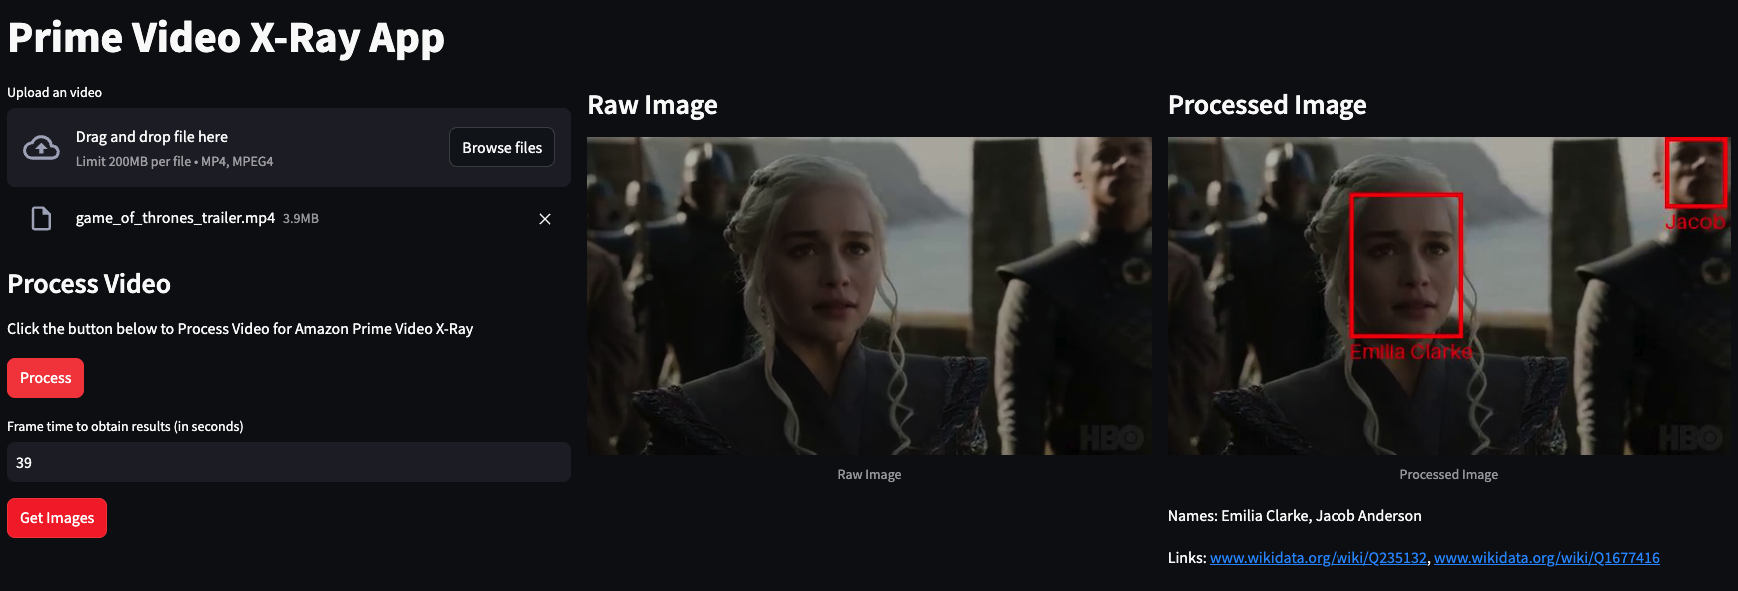 Prime Video X-Ray App
Upload an video
Drag and drop file here
Limit 200MB per file • MP4, MPEG4
Browse files
game_of_thrones_trailer.mp4 3.9MB
Process Video
Click the button below to Process Video for Amazon Prime Video X-Ray
Process
Frame time to obtain results (in seconds)
39
Get Images
Raw Image
HBO
Raw Image
Processed Image
Jacob
Emilia Clarke
HBO
Processed Image
Names: Emilia Clarke, Jacob Anderson
Links: www.wikidata.org/wiki/Q235132, www.wikidata.org/wiki/Q1677416